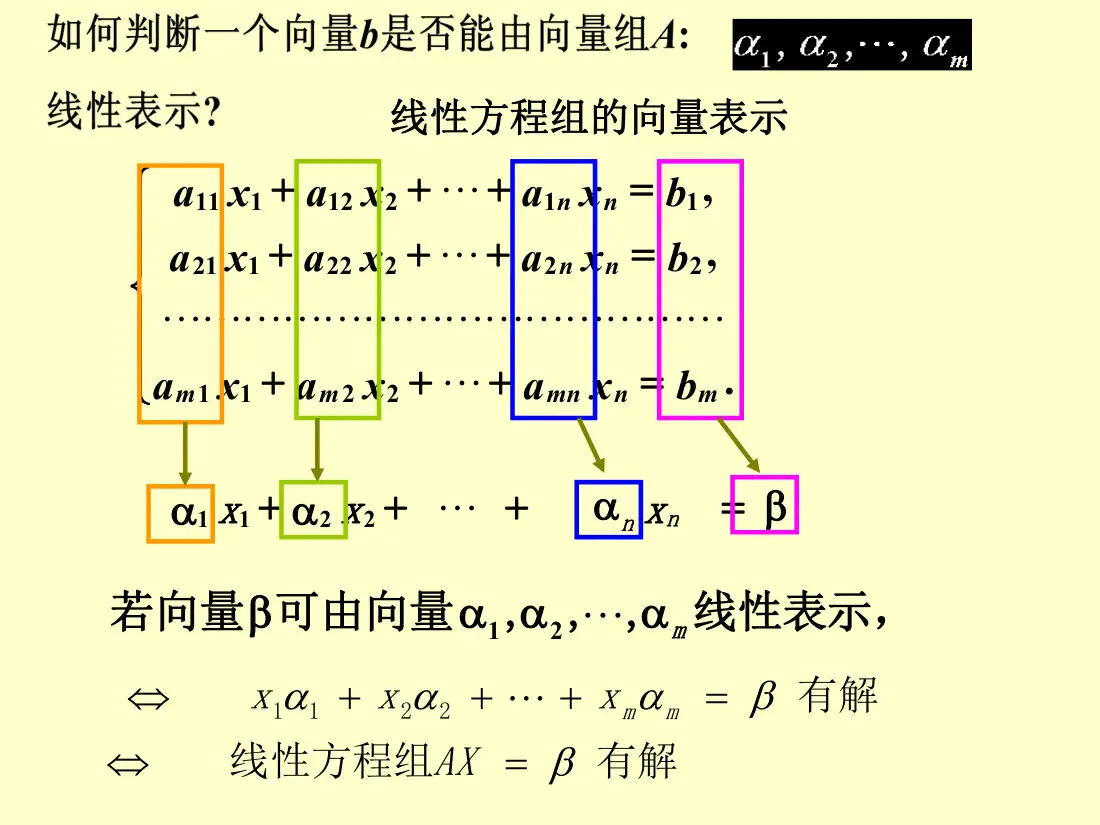 如何判断一个向量b是否能由向量组A: α1, α2,⋯, αm
线性表示?
线性方程组的向量表示
a11 x1 + a12 x2 + ⋯ + a1n xn = b1,
a21 x1 + a22 x2 + ⋯ + a2n xn = b2,
⋯⋯⋯⋯⋯⋯⋯⋯⋯⋯⋯⋯⋯⋯
am1 x1 + am2 x2 + ⋯ + amn xn = bm.
α1 x1 + α2 x2 + ⋯ + αn xn = β
若向量β可由向量α1,α2,⋯,αm线性表示,
⇔ x1α1 + x2α2 + ⋯ + xmαm = β 有解
⇔ 线性方程组AX = β 有解